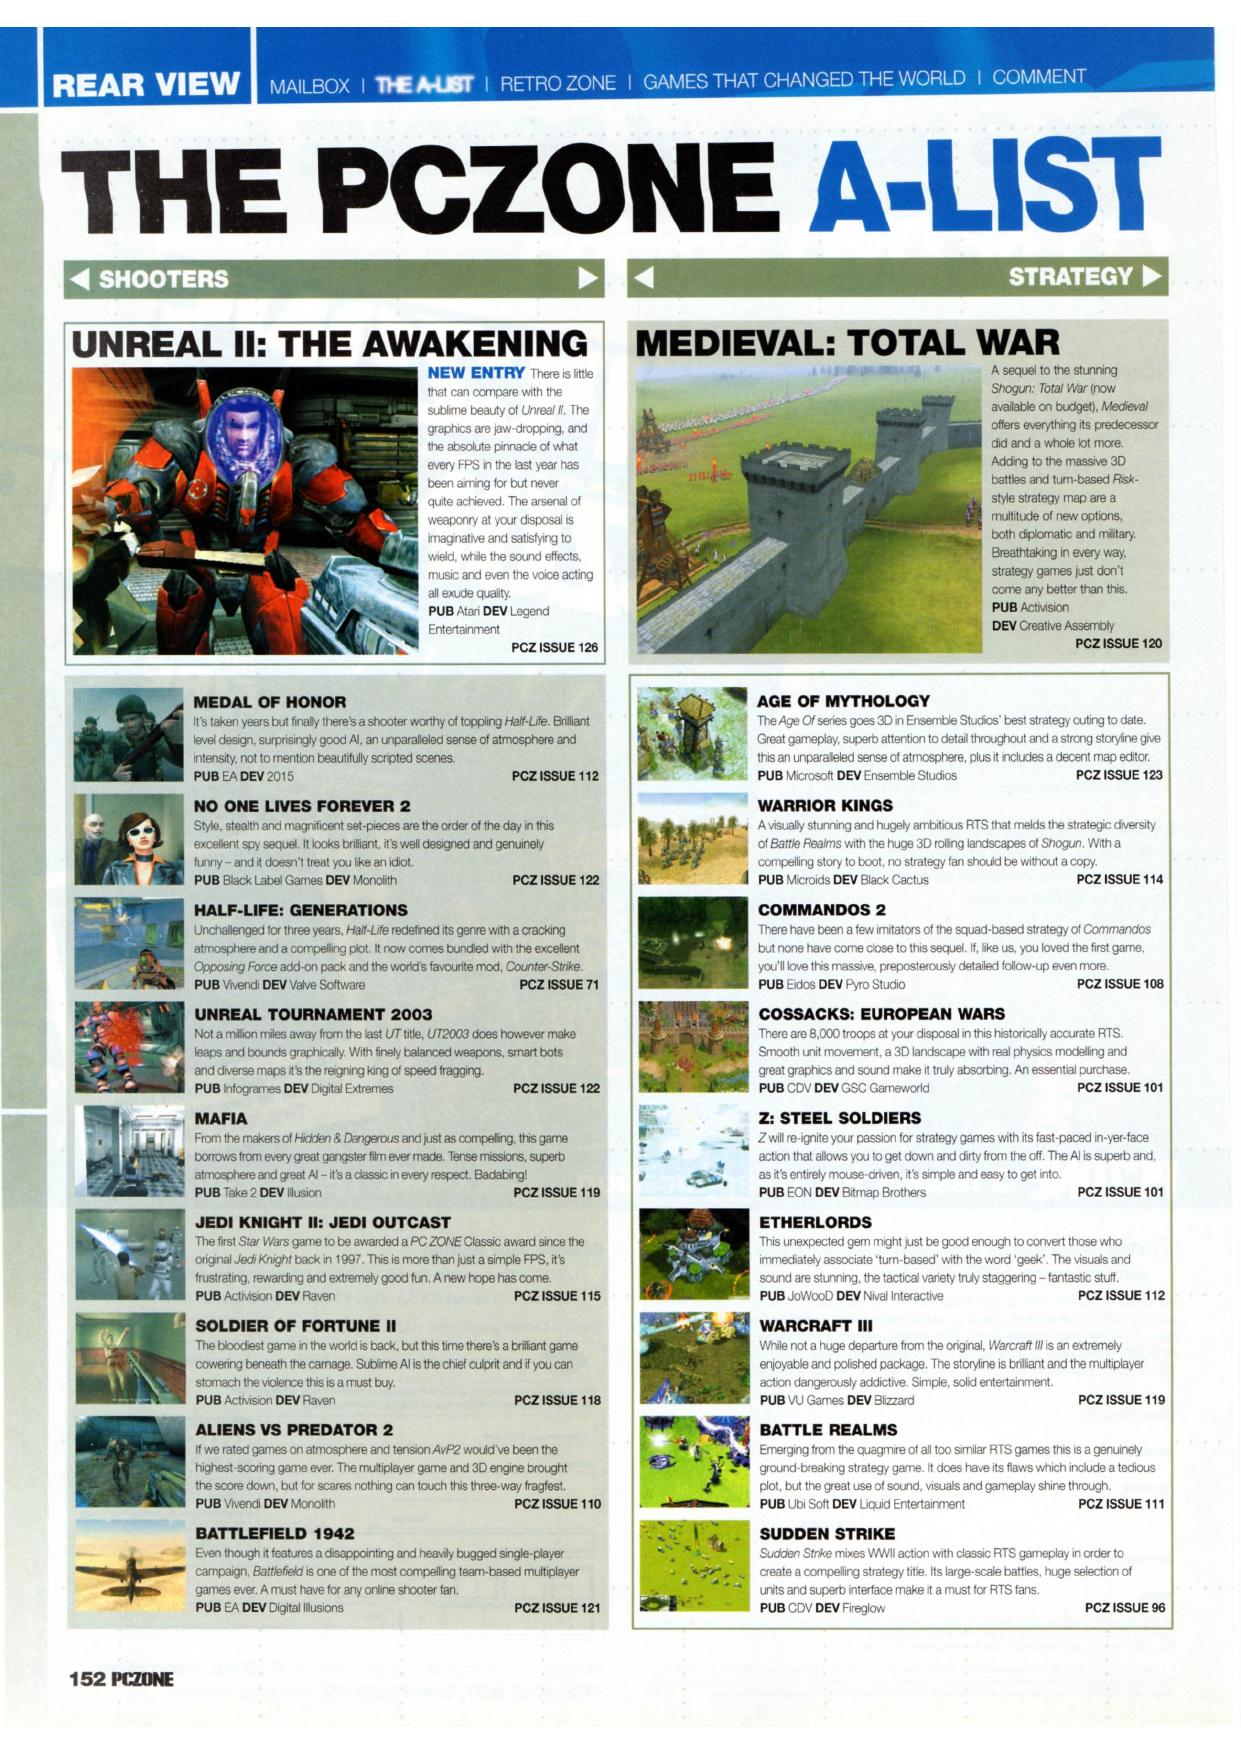 REAR VIEW
MAILBOX | THE A-LIST | RETRO ZONE | GAMES THAT CHANGED THE WORLD | COMMENT
THE PCZONE A-LIST
SHOOTERS
UNREAL II: THE AWAKENING
NEW ENTRY There is little
that can compare with the
sublime beauty of Unreal II. The
graphics are jaw-dropping, and
the absolute pinnacle of what
every FPS in the last year has
been aiming for but never
quite achieved. The arsenal of
weaponry at your disposal is
imaginative and satisfying to
wield, while the sound effects,
music and even the voice acting
all exude quality.
PUB Atari DEV Legend
Entertainment
PCZ ISSUE 126
MEDAL OF HONOR
It's taken years but finally there's a shooter worthy of toppling Half-Life. Brilliant
level design, surprisingly good AI, an unparalleled sense of atmosphere and
intensity, not to mention beautifully scripted scenes.
PUB EA DEV 2015 PCZ ISSUE 112
NO ONE LIVES FOREVER 2
Style, stealth and magnificent set-pieces are the order of the day in this
excellent spy sequel. It looks brilliant, it's well designed and genuinely
funny – and it doesn't treat you like an idiot.
PUB Black Label Games DEV Monolith PCZ ISSUE 122
HALF-LIFE: GENERATIONS
Unchallenged for three years, Half-Life redefined its genre with a cracking
atmosphere and a compelling plot. It now comes bundled with the excellent
Opposing Force add-on pack and the world's favourite mod, Counter-Strike.
PUB Vivendi DEV Valve Software PCZ ISSUE 71
UNREAL TOURNAMENT 2003
Not a million miles away from the last UT title, UT2003 does however make
leaps and bounds graphically. With finely balanced weapons, smart bots
and diverse maps it's the reigning king of speed fragging.
PUB Infogrames DEV Digital Extremes PCZ ISSUE 122
MAFIA
From the makers of Hidden & Dangerous and just as compelling, this game
borrows from every great gangster film ever made. Tense missions, superb
atmosphere and great AI – it's a classic in every respect. Badabing!
PUB Take 2 DEV Illusion PCZ ISSUE 119
JEDI KNIGHT II: JEDI OUTCAST
The first Star Wars game to be awarded a PC ZONE Classic award since the
original Jedi Knight back in 1997. This is more than just a simple FPS, it's
frustrating, rewarding and extremely good fun. A new hope has come.
PUB Activision DEV Raven PCZ ISSUE 115
SOLDIER OF FORTUNE II
The bloodiest game in the world is back, but this time there's a brilliant game
cowering beneath the carnage. Sublime AI is the chief culprit and if you can
stomach the violence this is a must buy.
PUB Activision DEV Raven PCZ ISSUE 118
ALIENS VS PREDATOR 2
If we rated games on atmosphere and tension AvP2 would've been the
highest-scoring game ever. The multiplayer game and 3D engine brought
the score down, but for scares nothing can touch this three-way fragfest.
PUB Vivendi DEV Monolith PCZ ISSUE 110
BATTLEFIELD 1942
Even though it features a disappointing and heavily bugged single-player
campaign, Battlefield is one of the most compelling team-based multiplayer
games ever. A must have for any online shooter fan.
PUB EA DEV Digital Illusions PCZ ISSUE 121
STRATEGY
MEDIEVAL: TOTAL WAR
A sequel to the stunning
Shogun: Total War (now
available on budget), Medieval
offers everything its predecessor
did and a whole lot more.
Adding to the massive 3D
battles and turn-based Risk-
style strategy map are a
multitude of new options,
both diplomatic and military.
Breathtaking in every way,
strategy games just don't
come any better than this.
PUB Activision
DEV Creative Assembly
PCZ ISSUE 120
AGE OF MYTHOLOGY
The Age Of series goes 3D in Ensemble Studios' best strategy outing to date.
Great gameplay, superb attention to detail throughout and a strong storyline give
this an unparalleled sense of atmosphere, plus it includes a decent map editor.
PUB Microsoft DEV Ensemble Studios PCZ ISSUE 123
WARRIOR KINGS
A visually stunning and hugely ambitious RTS that melds the strategic diversity
of Battle Realms with the huge 3D rolling landscapes of Shogun. With a
compelling story to boot, no strategy fan should be without a copy.
PUB Microids DEV Black Cactus PCZ ISSUE 114
COMMANDOS 2
There have been a few imitators of the squad-based strategy of Commandos
but none have come close to this sequel. If, like us, you loved the first game,
you'll love this massive, preposterously detailed follow-up even more.
PUB Eidos DEV Pyro Studio PCZ ISSUE 108
COSSACKS: EUROPEAN WARS
There are 8,000 troops at your disposal in this historically accurate RTS.
Smooth unit movement, a 3D landscape with real physics modelling and
great graphics and sound make it truly absorbing. An essential purchase.
PUB CDV DEV GSC Gameworld PCZ ISSUE 101
Z: STEEL SOLDIERS
Z will re-ignite your passion for strategy games with its fast-paced in-yer-face
action that allows you to get down and dirty from the off. The AI is superb and,
as it's entirely mouse-driven, it's simple and easy to get into.
PUB EON DEV Bitmap Brothers PCZ ISSUE 101
ETHERLORDS
This unexpected gem might just be good enough to convert those who
immediately associate 'turn-based' with the word 'geek'. The visuals and
sound are stunning, the tactical variety truly staggering – fantastic stuff.
PUB JoWooD DEV Nival Interactive PCZ ISSUE 112
WARCRAFT III
While not a huge departure from the original, Warcraft III is an extremely
enjoyable and polished package. The storyline is brilliant and the multiplayer
action dangerously addictive. Simple, solid entertainment.
PUB VU Games DEV Blizzard PCZ ISSUE 119
BATTLE REALMS
Emerging from the quagmire of all too similar RTS games this is a genuinely
ground-breaking strategy game. It does have its flaws which include a tedious
plot, but the great use of sound, visuals and gameplay shine through.
PUB Ubi Soft DEV Liquid Entertainment PCZ ISSUE 111
SUDDEN STRIKE
Sudden Strike mixes WWII action with classic RTS gameplay in order to
create a compelling strategy title. Its large-scale battles, huge selection of
units and superb interface make it a must for RTS fans.
PUB CDV DEV Fireglow PCZ ISSUE 96
152 PCZONE